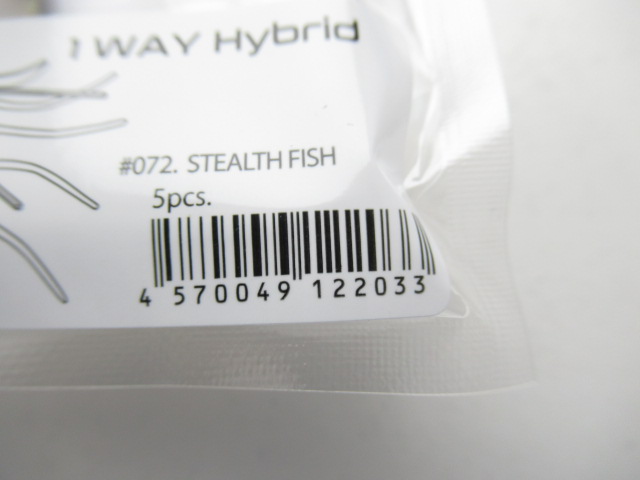 1 WAY Hybrid
#072. STEALTH FISH
5pcs.
4 570049 122033